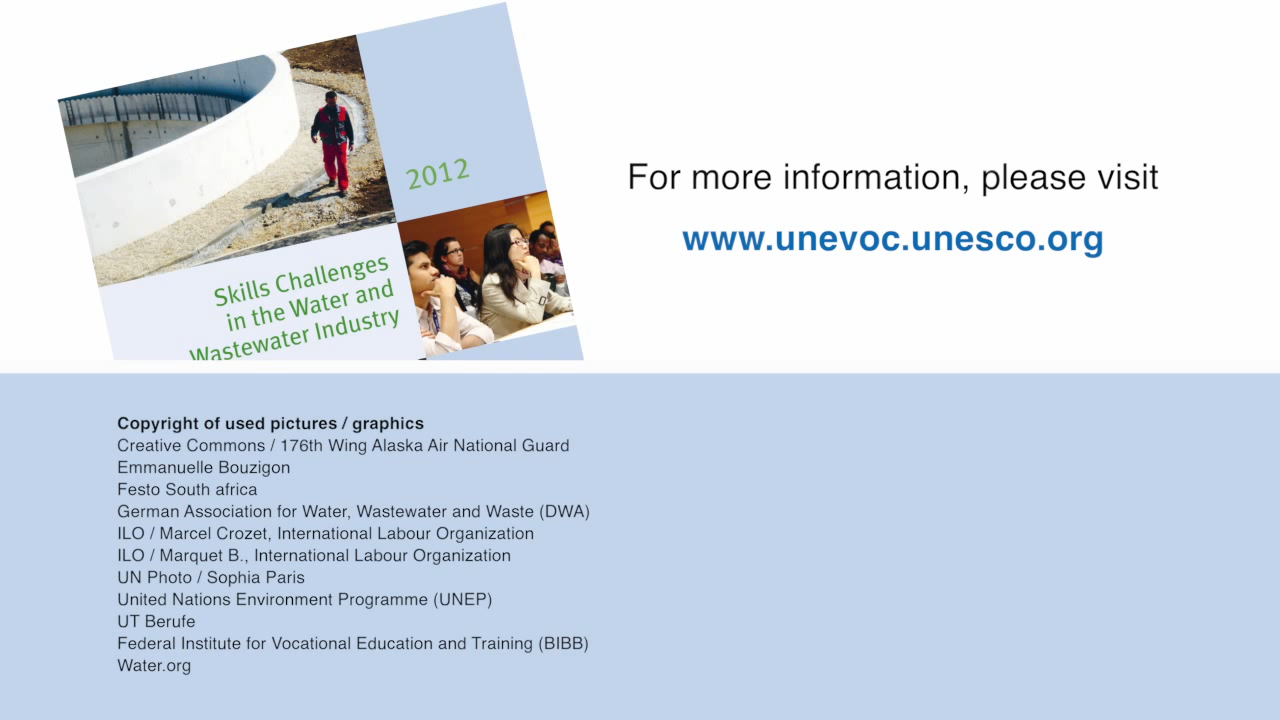 2012
Skills Challenges
in the Water and
Wastewater Industry
For more information, please visit
www.unevoc.unesco.org
Copyright of used pictures / graphics
Creative Commons / 176th Wing Alaska Air National Guard
Emmanuelle Bouzigon
Festo South africa
German Association for Water, Wastewater and Waste (DWA)
ILO / Marcel Crozet, International Labour Organization
ILO / Marquet B., International Labour Organization
UN Photo / Sophia Paris
United Nations Environment Programme (UNEP)
UT Berufe
Federal Institute for Vocational Education and Training (BIBB)
Water.org